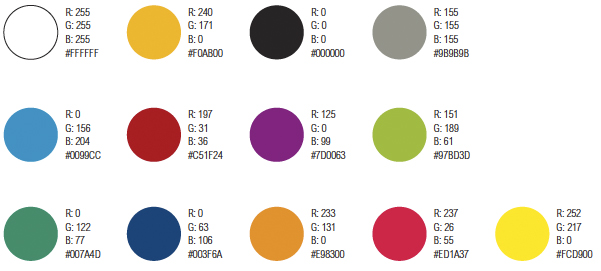 R: 255
G: 255
B: 255
#FFFFFF
R: 240
G: 171
B: 0
#F0AB00
R: 0
G: 0
B: 0
#000000
R: 155
G: 155
B: 155
#9B9B9B
R: 0
G: 156
B: 204
#0099CC
R: 197
G: 31
B: 36
#C51F24
R: 125
G: 0
B: 99
#7D0063
R: 151
G: 189
B: 61
#97BD3D
R: 0
G: 122
B: 77
#007A4D
R: 0
G: 63
B: 106
#003F6A
R: 233
G: 131
B: 0
#E98300
R: 237
G: 26
B: 55
#ED1A37
R: 252
G: 217
B: 0
#FCD900